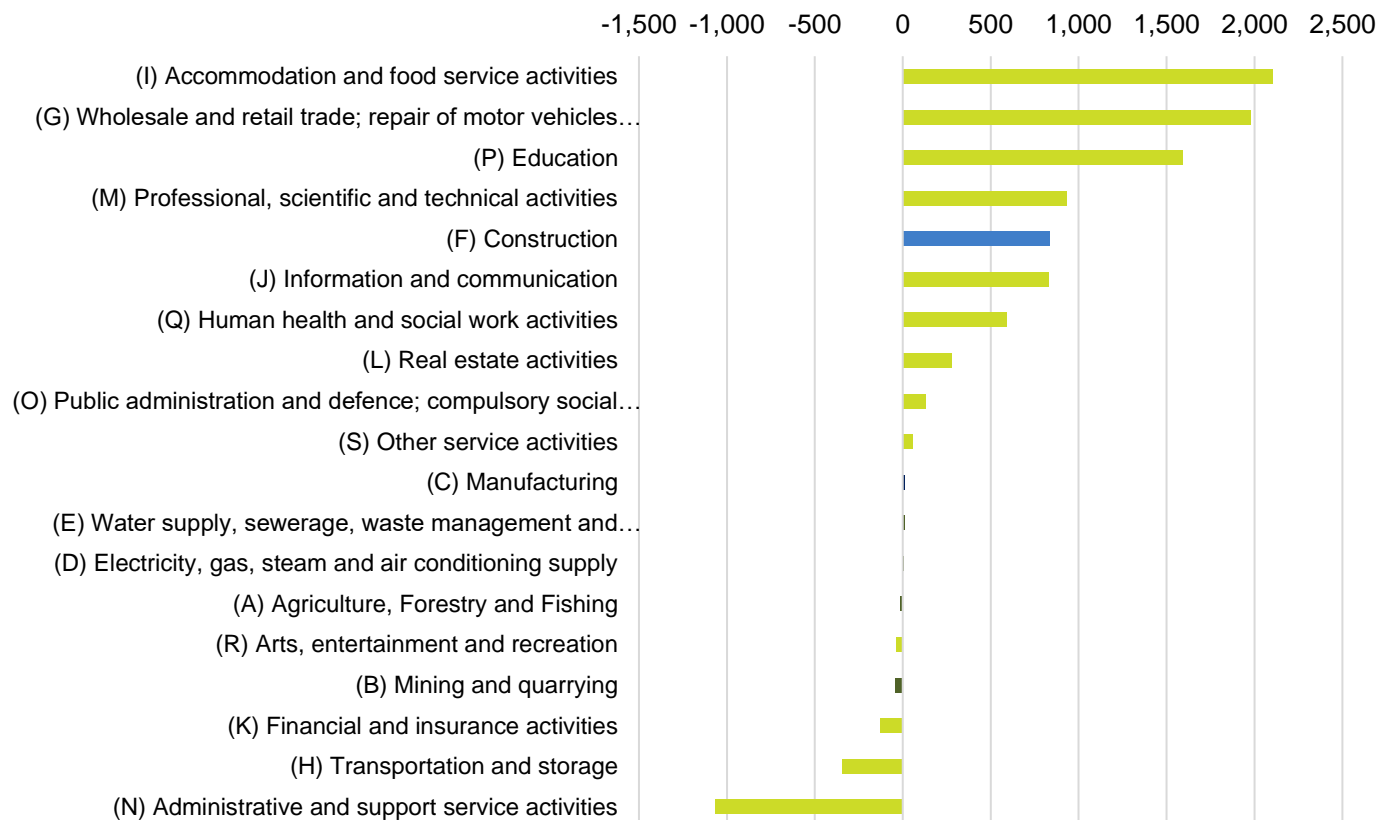 -1,500 -1,000 -500 0 500 1,000 1,500 2,000 2,500
(I) Accommodation and food service activities
(G) Wholesale and retail trade; repair of motor vehicles…
(P) Education
(M) Professional, scientific and technical activities
(F) Construction
(J) Information and communication
(Q) Human health and social work activities
(L) Real estate activities
(O) Public administration and defence; compulsory social…
(S) Other service activities
(C) Manufacturing
(E) Water supply, sewerage, waste management and…
(D) Electricity, gas, steam and air conditioning supply
(A) Agriculture, Forestry and Fishing
(R) Arts, entertainment and recreation
(B) Mining and quarrying
(K) Financial and insurance activities
(H) Transportation and storage
(N) Administrative and support service activities